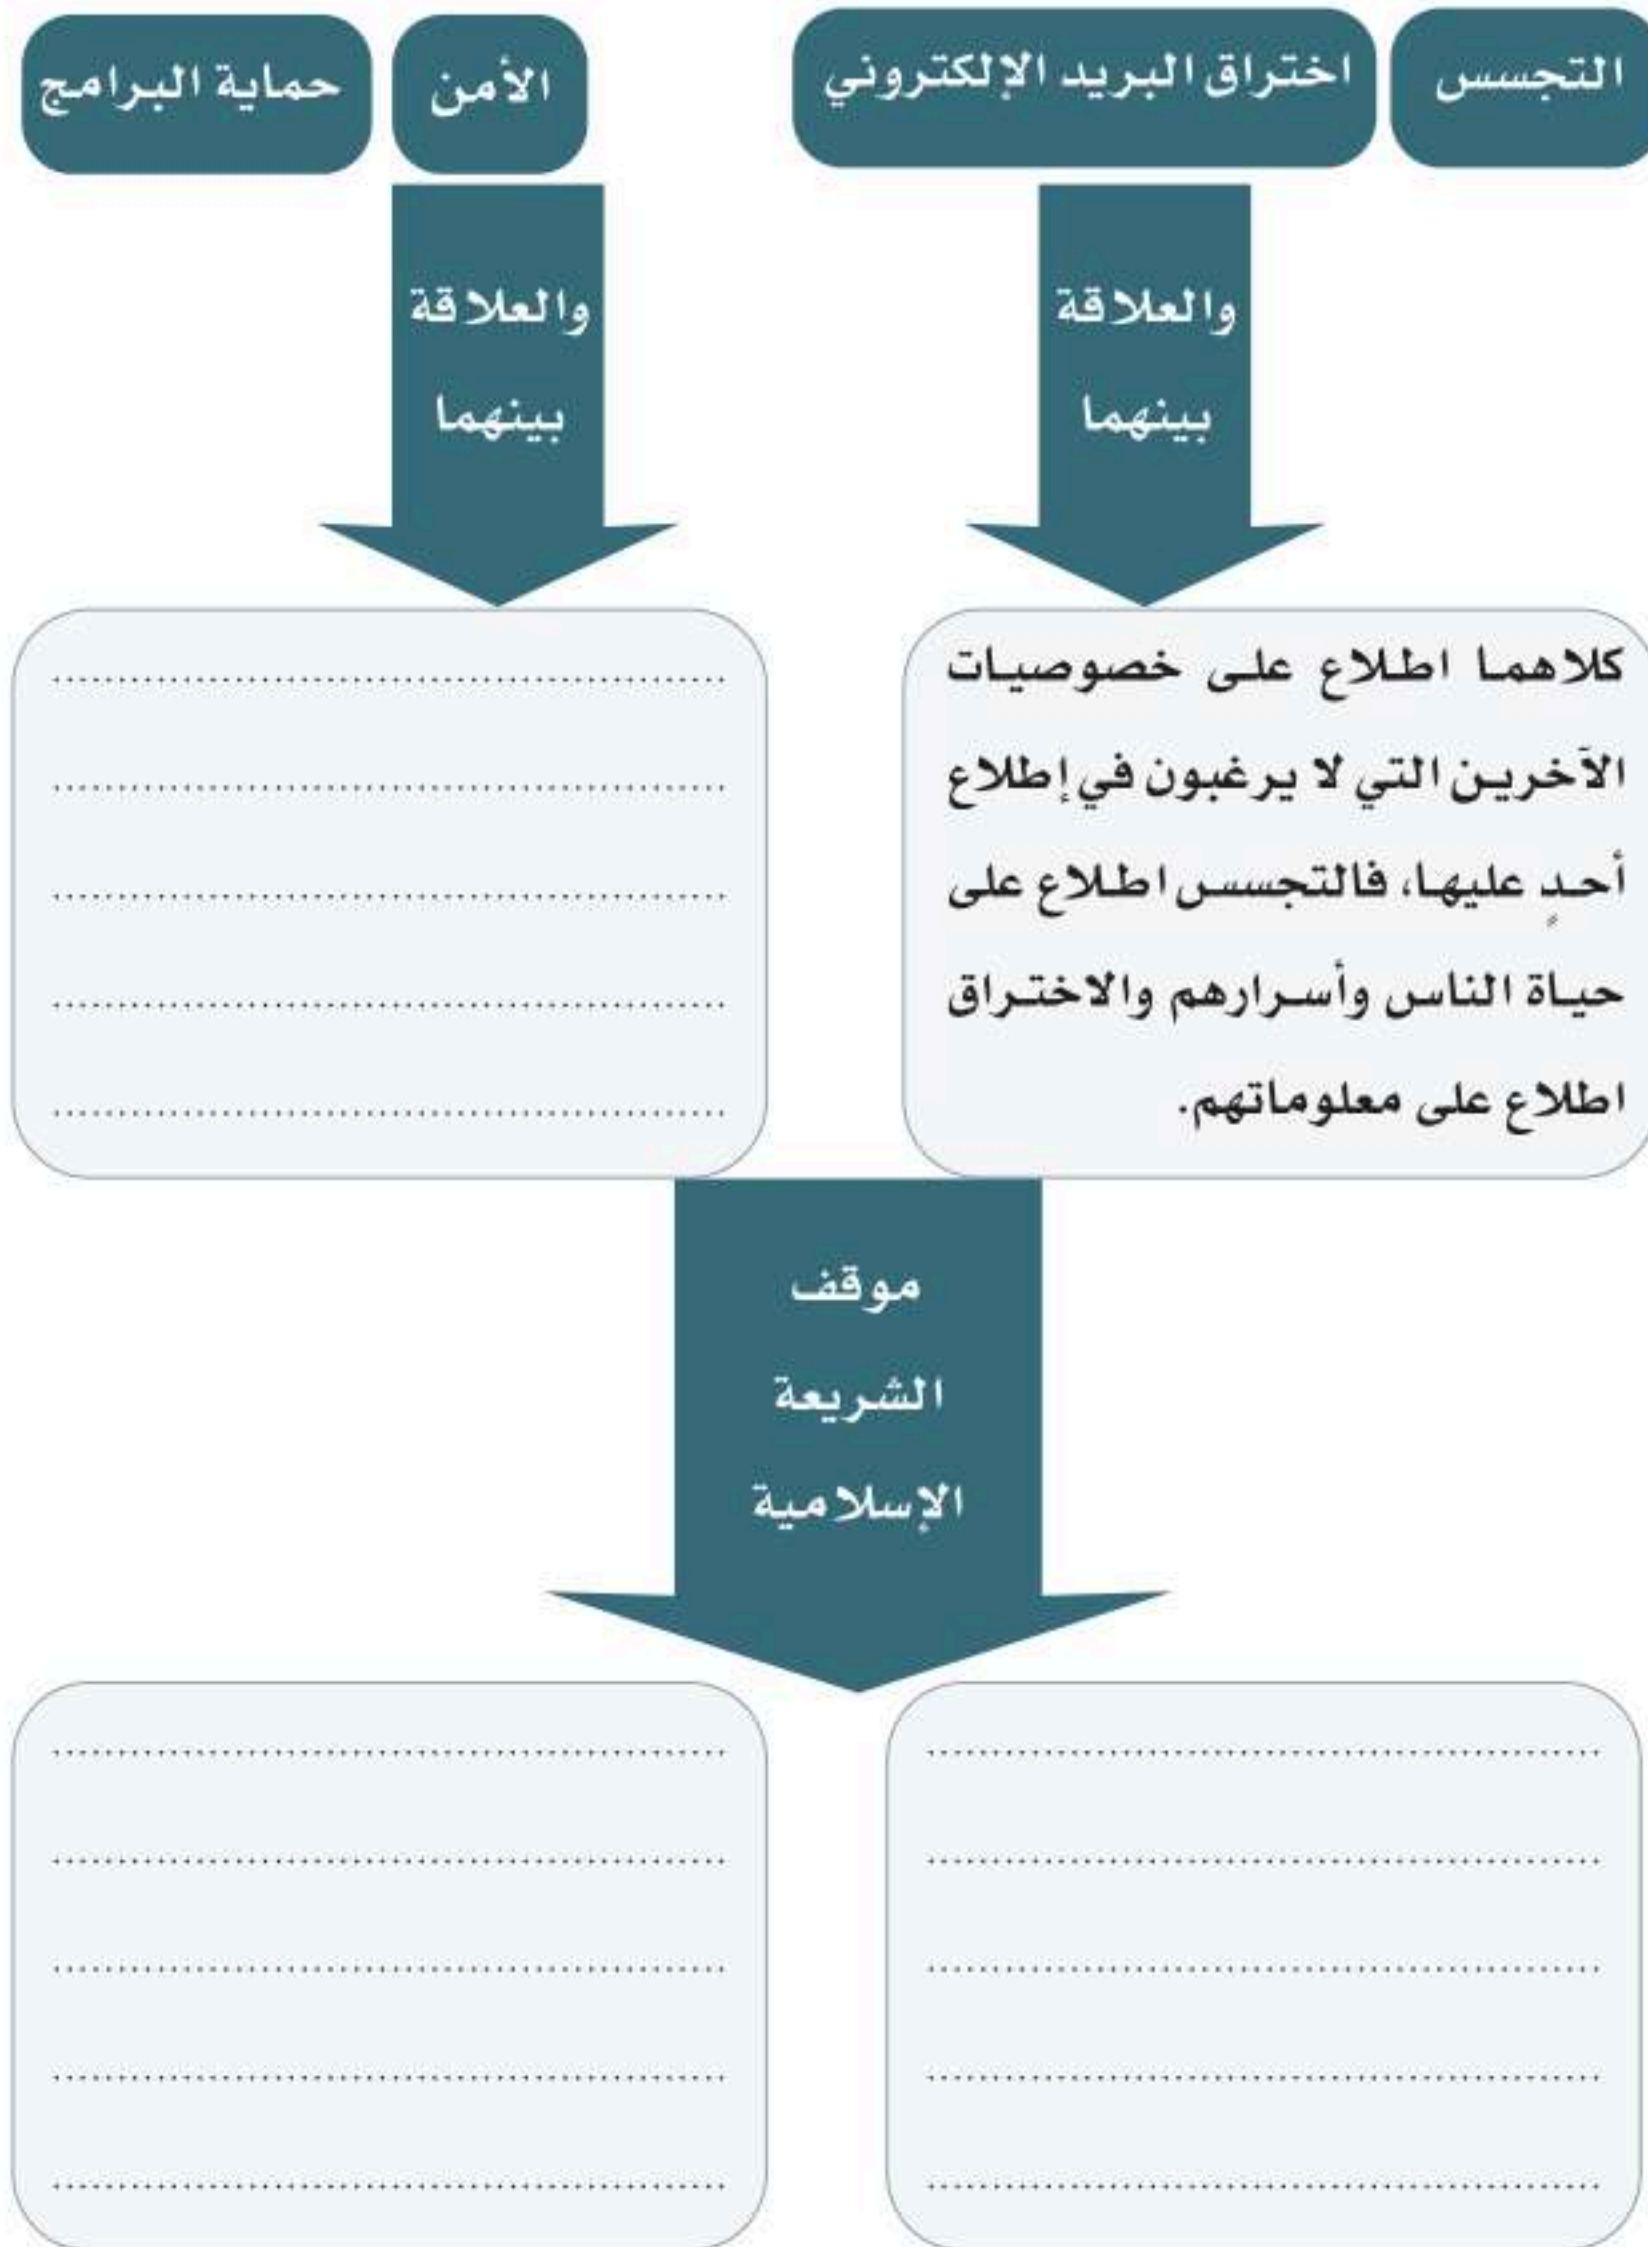 التجسس
اختراق البريد الإلكتروني
الأمن
حماية البرامج
والعلاقة
بينهما
والعلاقة
بينهما
كلاهما اطلاع على خصوصيات
الآخرين التي لا يرغبون في إطلاع
أحدٍ عليها، فالتجسس اطلاع على
حياة الناس وأسرارهم والاختراق
اطلاع على معلوماتهم.
موقف
الشريعة
الإسلامية